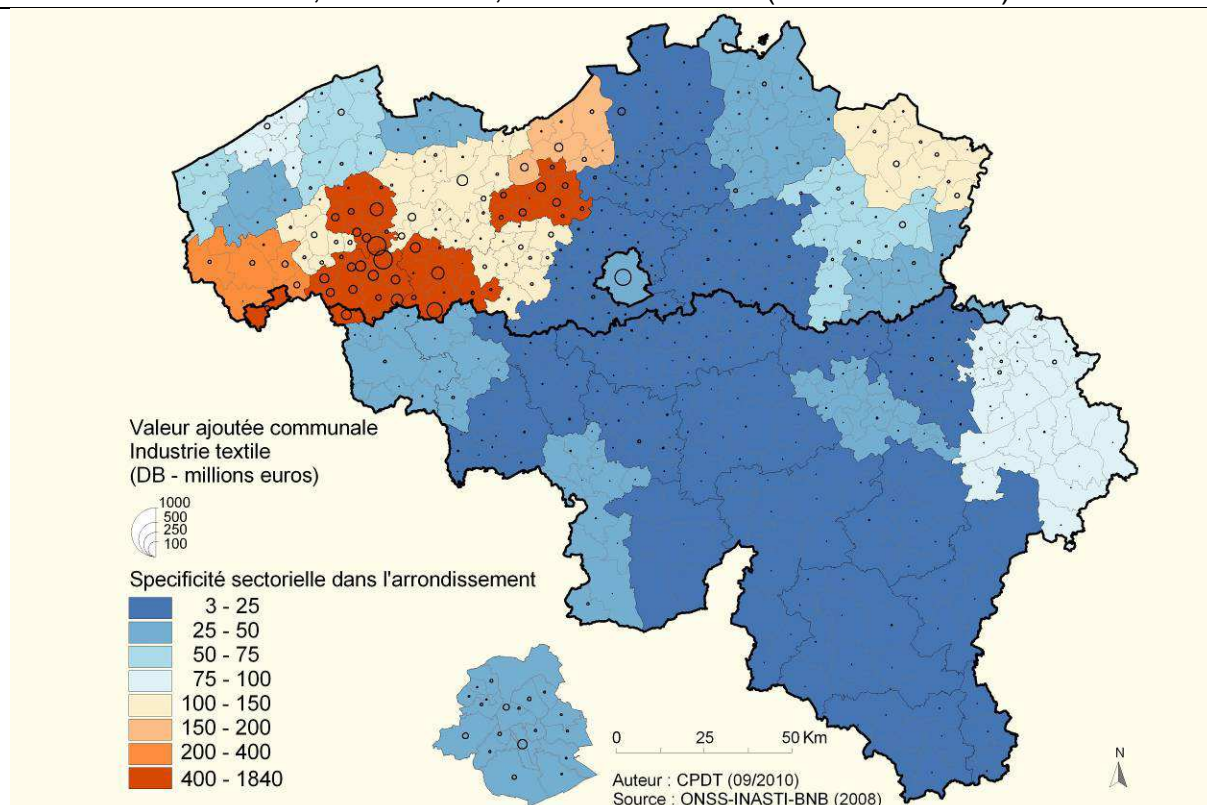 Valeur ajoutée communale
Industrie textile
(DB - millions euros)
1000
500
250
100
Specificité sectorielle dans l'arrondissement
3 - 25
25 - 50
50 - 75
75 - 100
100 - 150
150 - 200
200 - 400
400 - 1840
0 25 50 Km
N
Auteur : CPDT (09/2010)
Source : ONSS-INASTI-BNB (2008)